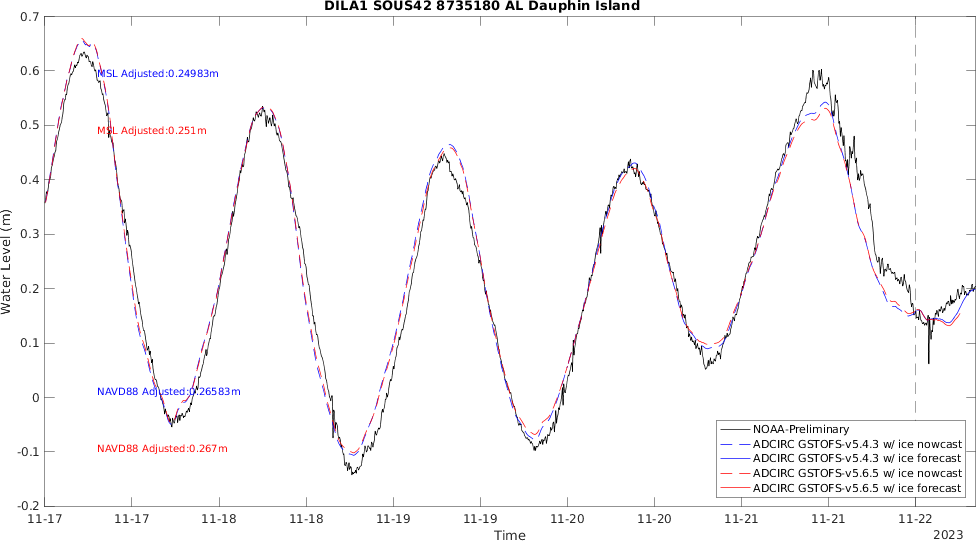 DILA1 SOUS42 8735180 AL Dauphin Island
0.7
0.6
0.5
0.4
0.3
0.2
0.1
0
-0.1
-0.2
Water Level (m)
MSL Adjusted:0.24983m
MSL Adjusted:0.251m
NAVD88 Adjusted:0.26583m
NAVD88 Adjusted:0.267m
NOAA-Preliminary
ADCIRC GSTOFS-v5.4.3 w/ ice nowcast
ADCIRC GSTOFS-v5.4.3 w/ ice forecast
ADCIRC GSTOFS-v5.6.5 w/ ice nowcast
ADCIRC GSTOFS-v5.6.5 w/ ice forecast
11-17 11-17 11-18 11-18 11-19 11-19 11-20 11-20 11-21 11-21 11-22
Time
2023